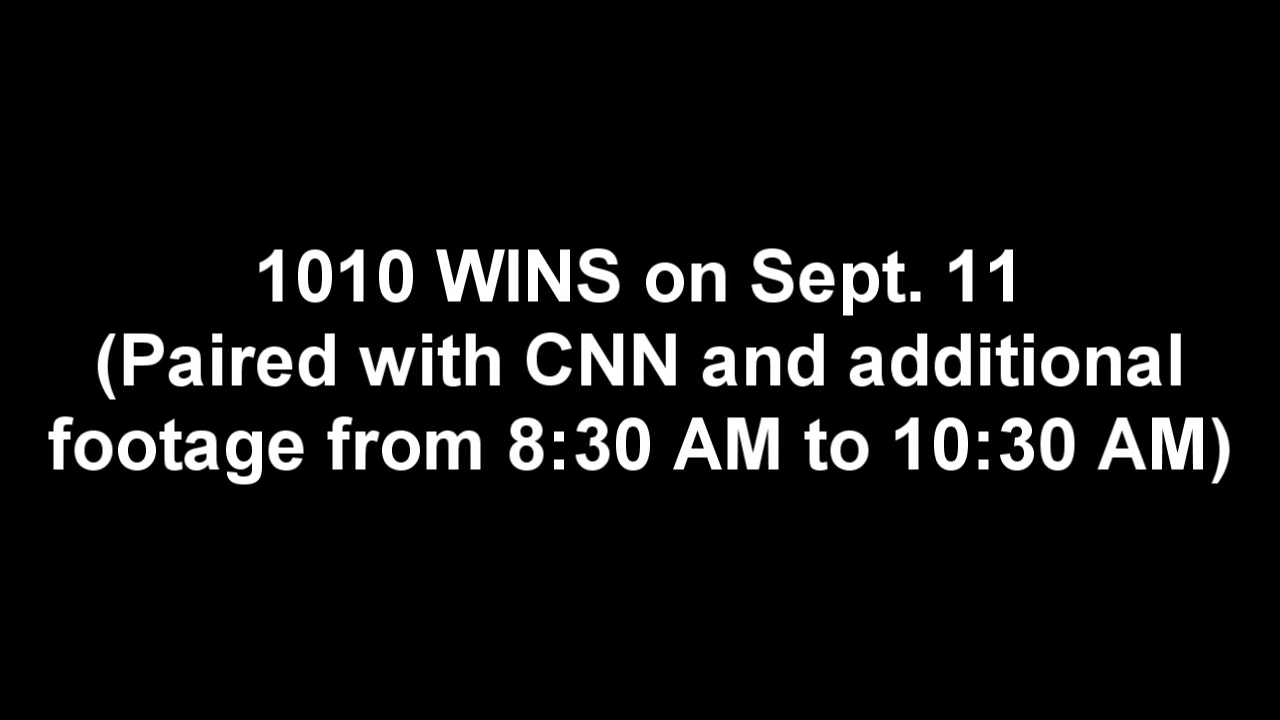 1010 WINS on Sept. 11
(Paired with CNN and additional
footage from 8:30 AM to 10:30 AM)